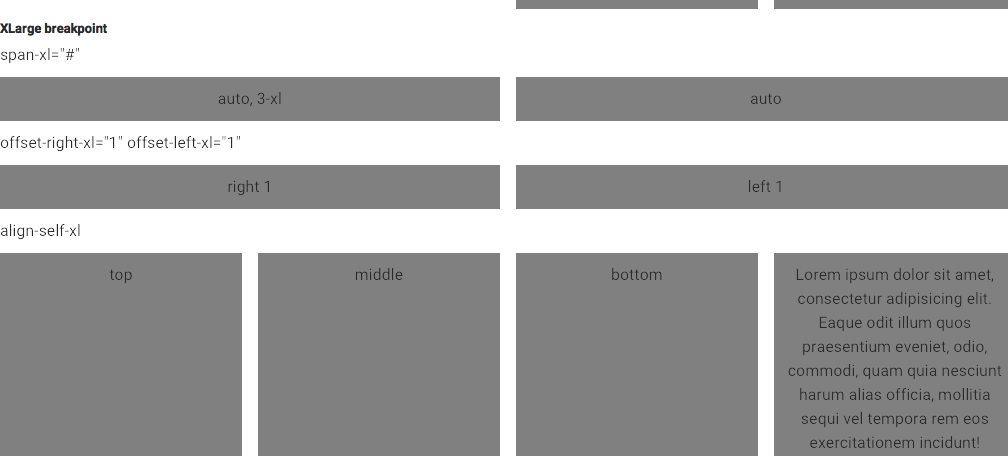 XLarge breakpoint
span-xl="#"
auto, 3-xl
auto
offset-right-xl="1" offset-left-xl="1"
right 1
left 1
align-self-xl
top
middle
bottom
Lorem ipsum dolor sit amet,
consectetur adipisicing elit.
Eaque odit illum quos
praesentium eveniet, odio,
commodi, quam quia nesciunt
harum alias officia, mollitia
sequi vel tempora rem eos
exercitationem incidunt!